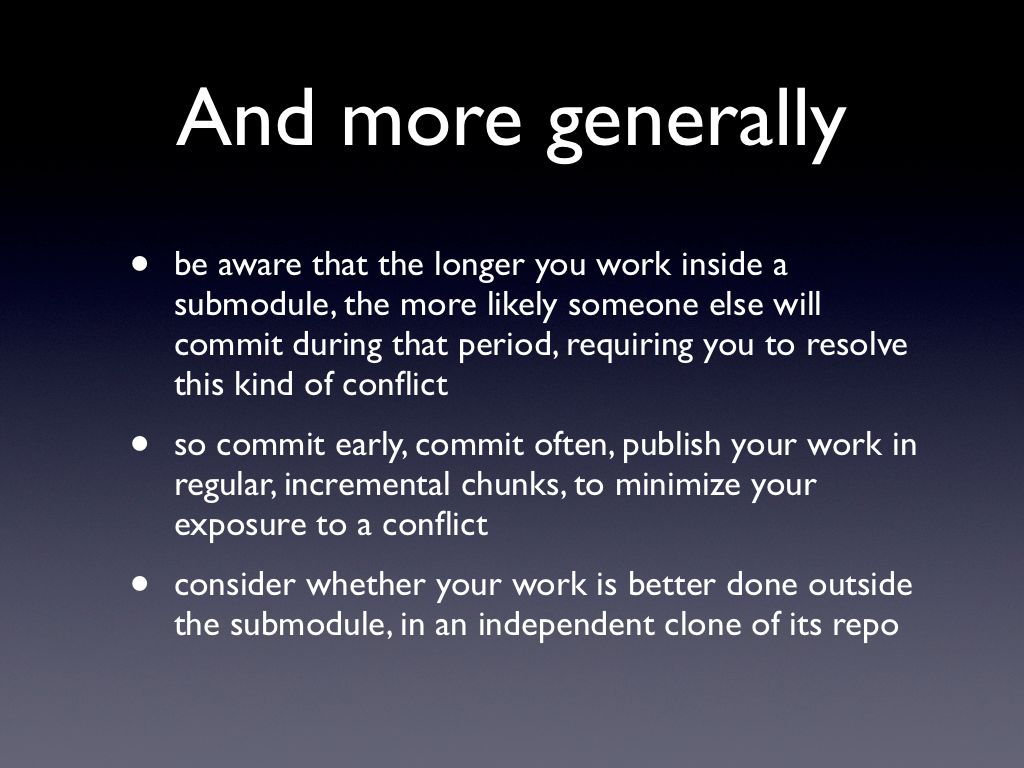 And more generally
• be aware that the longer you work inside a
submodule, the more likely someone else will
commit during that period, requiring you to resolve
this kind of conflict
• so commit early, commit often, publish your work in
regular, incremental chunks, to minimize your
exposure to a conflict
• consider whether your work is better done outside
the submodule, in an independent clone of its repo